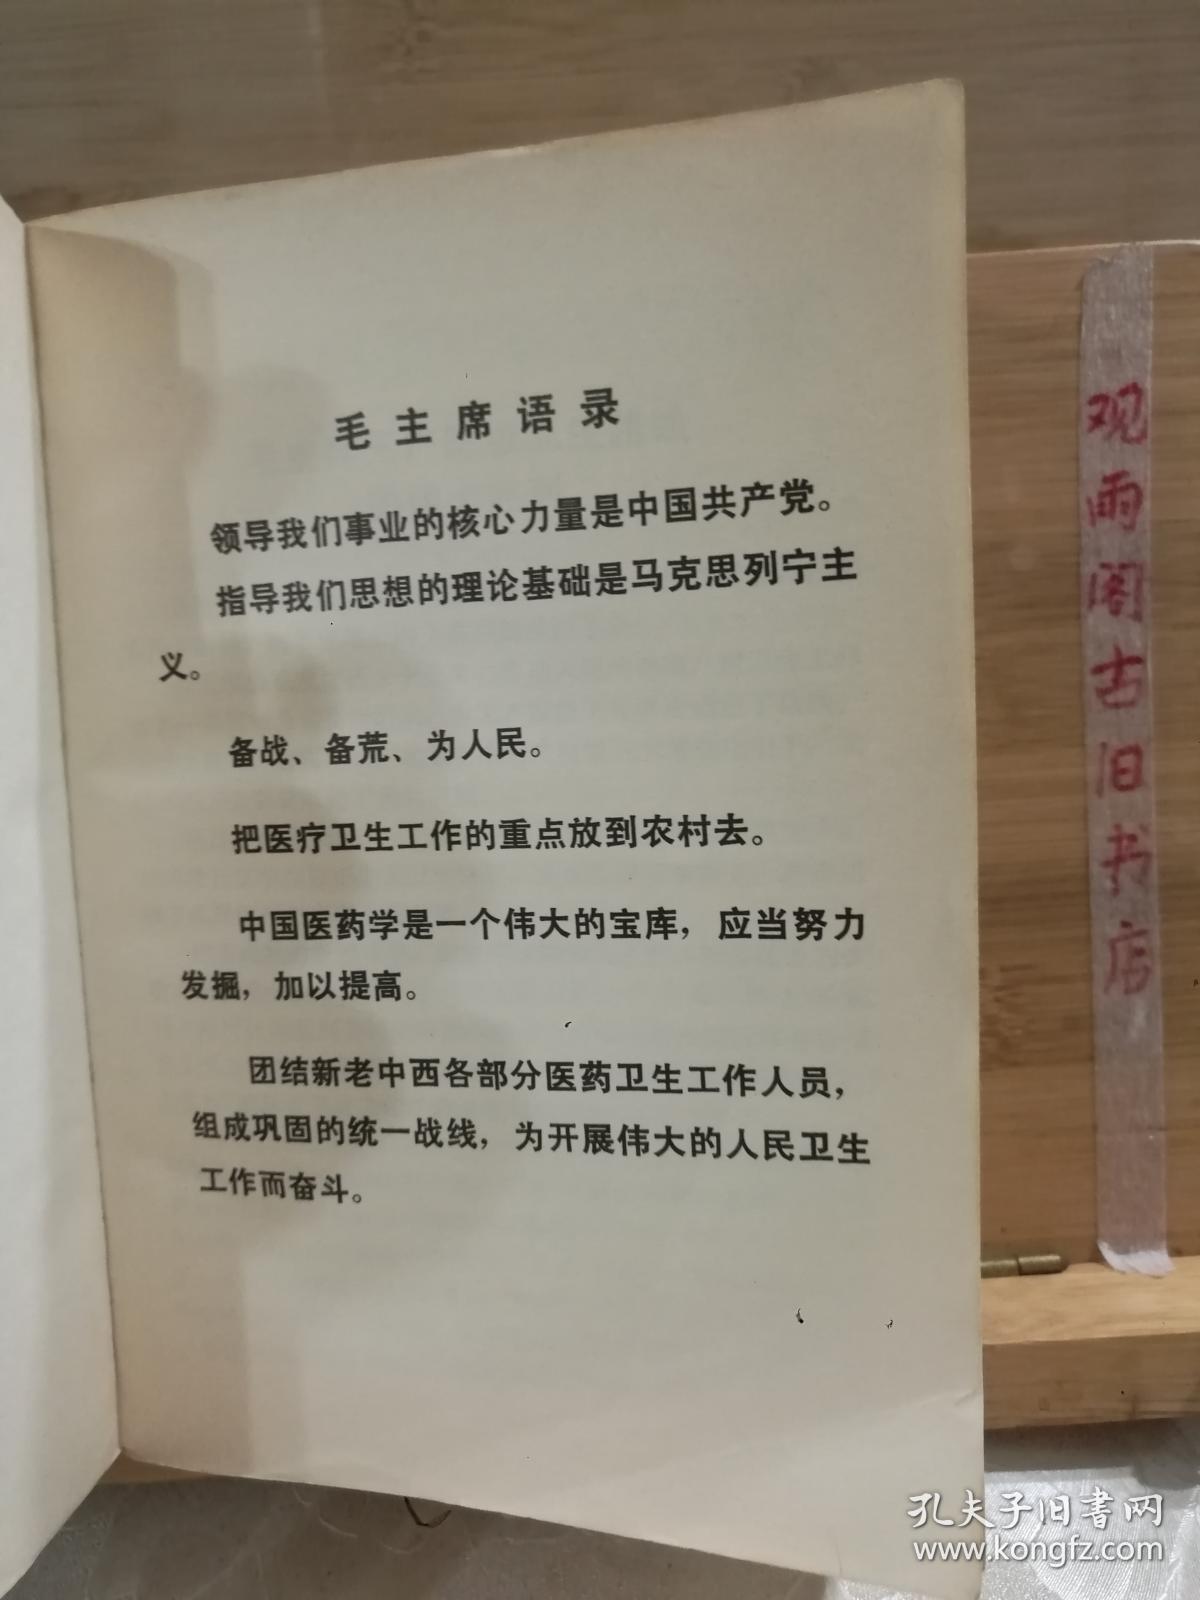 毛主席语录
领导我们事业的核心力量是中国共产党。
指导我们思想的理论基础是马克思列宁主
义。
备战、备荒、为人民。
把医疗卫生工作的重点放到农村去。
中国医药学是一个伟大的宝库，应当努力
发掘，加以提高。
团结新老中西各部分医药卫生工作人员，
组成巩固的统一战线，为开展伟大的人民卫生
工作而奋斗。
观雨阁古旧书店
孔夫子旧书网
www.kongfz.com